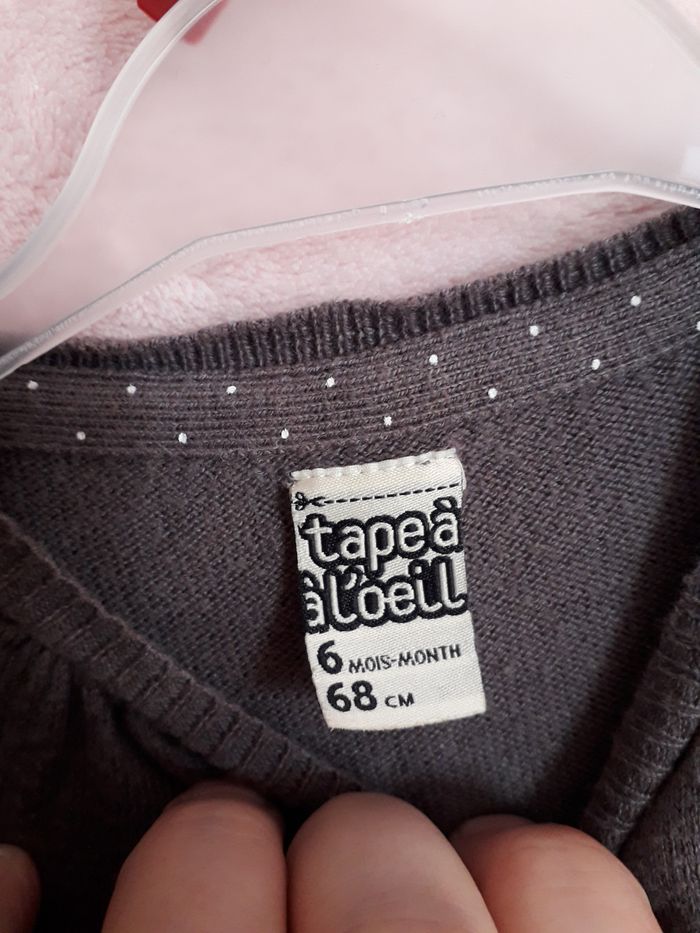 tapeà
àl'oeil
6 MOIS-MONTH
68 CM